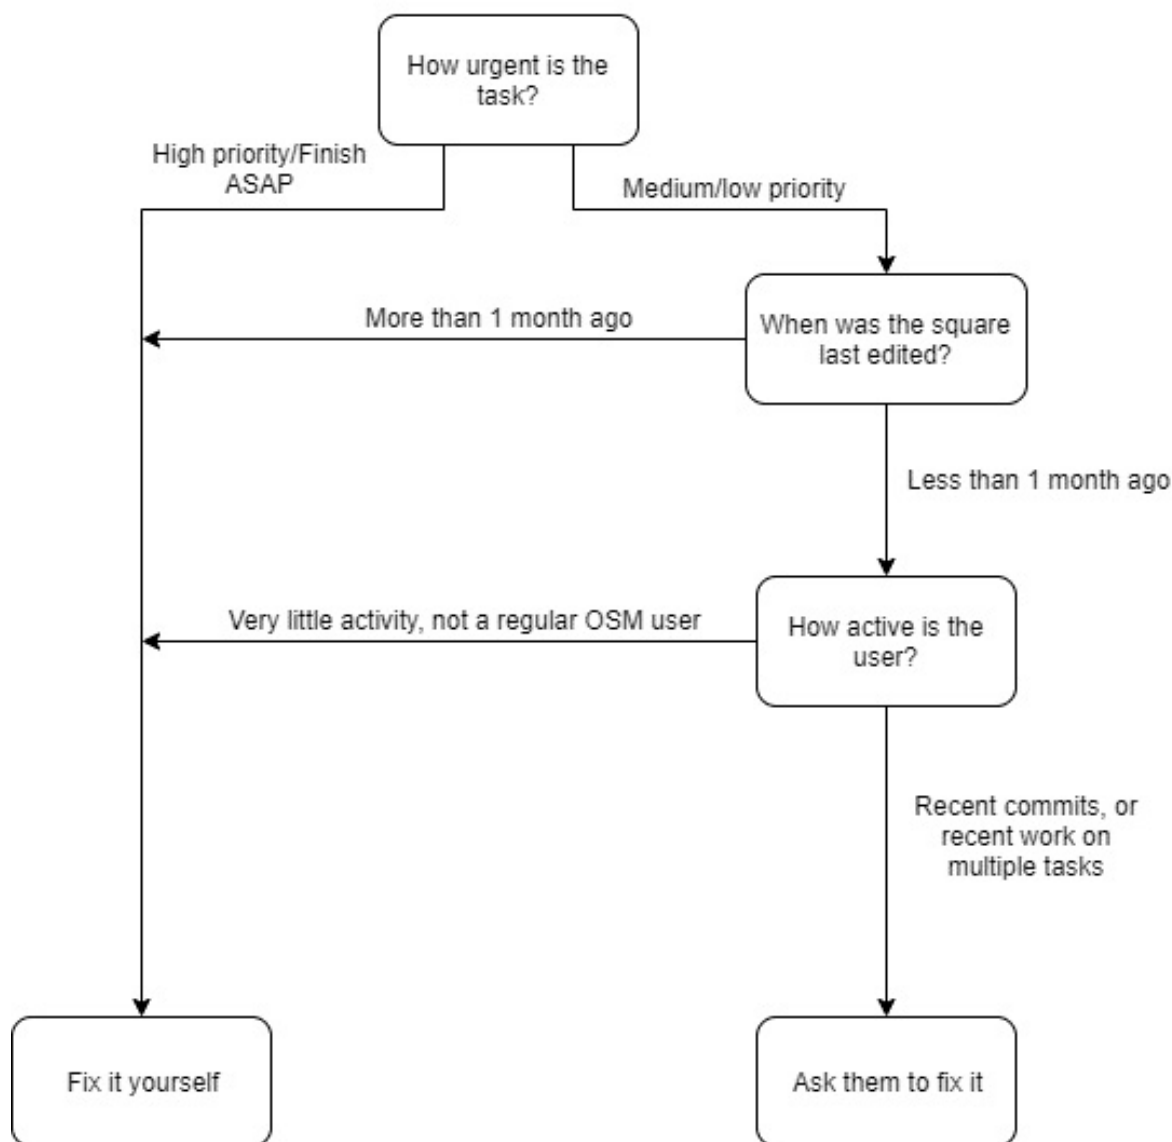 How urgent is the
task?
High priority/Finish
ASAP
Medium/low priority
More than 1 month ago
When was the square
last edited?
Less than 1 month ago
Very little activity, not a regular OSM user
How active is the
user?
Recent commits, or
recent work on
multiple tasks
Fix it yourself
Ask them to fix it